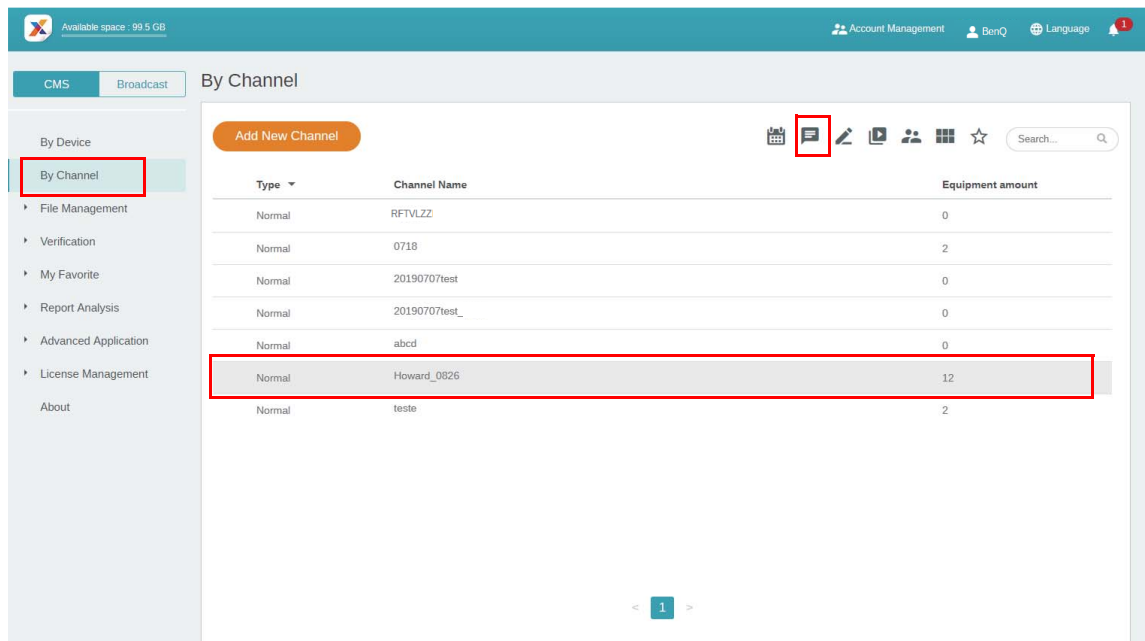 Available space : 99.5 GB
Account Management
BenQ
Language
1
CMS
Broadcast
By Channel
By Device
By Channel
File Management
Verification
My Favorite
Report Analysis
Advanced Application
License Management
About
Add New Channel
Search...
Type Channel Name Equipment amount
Normal RFTVLZZ 0
Normal 0718 2
Normal 20190707test 0
Normal 20190707test_ 0
Normal abcd 0
Normal Howard_0826 12
Normal teste 2
< 1 >